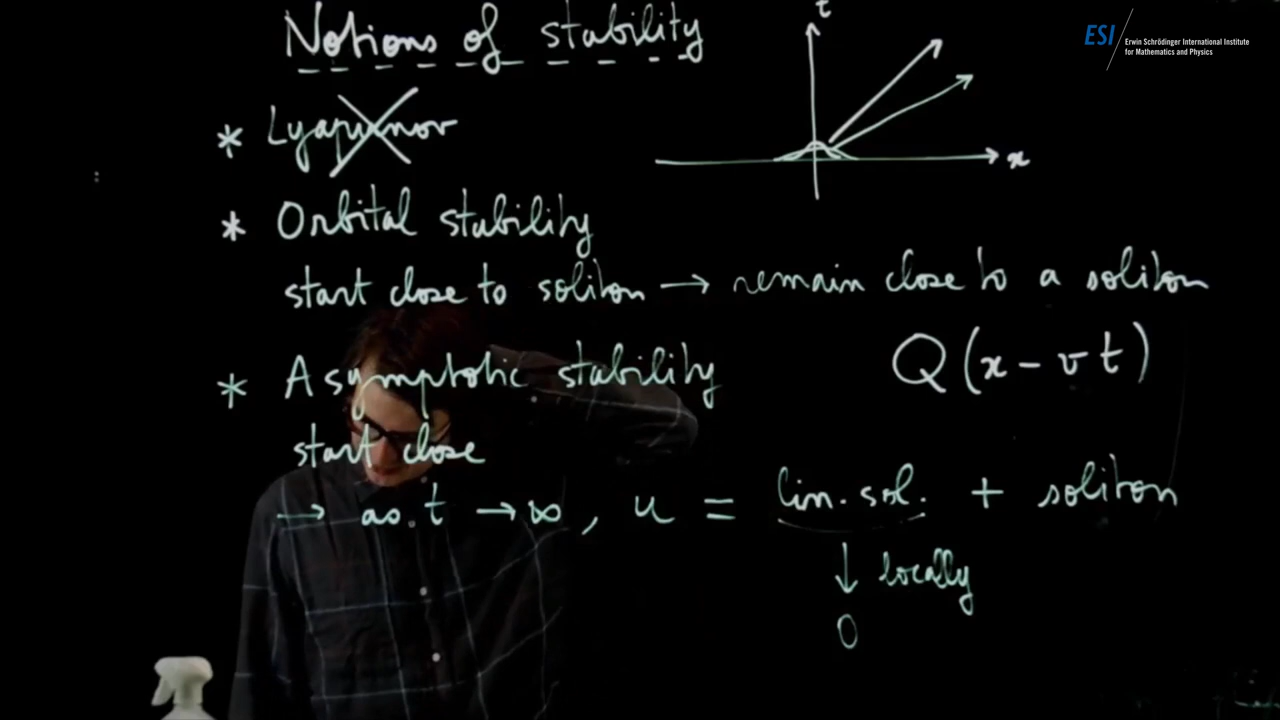 Notions of stability
t
x
* Lyapunov
* Orbital stability
start close to soliton → remain close to a soliton
Q (x - v t)
* Asymptotic stability
start close
→ as t → ∞, u = lin. sol. + soliton
↓ locally
0
ESI Erwin Schrödinger International Institute
for Mathematics and Physics